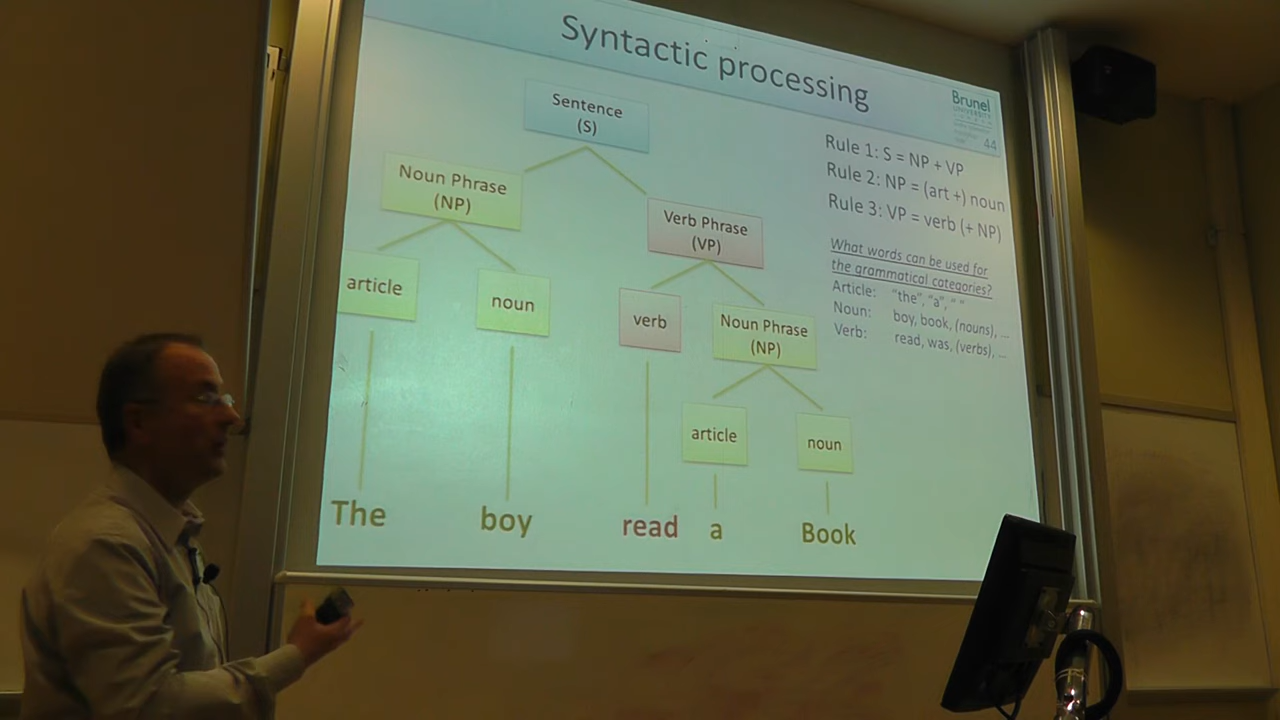 Syntactic processing
Brunel
UNIVERSITY
LONDON
44
Sentence
(S)
Noun Phrase
(NP)
Verb Phrase
(VP)
article
noun
verb
Noun Phrase
(NP)
article
noun
The boy read a Book
Rule 1: S = NP + VP
Rule 2: NP = (art +) noun
Rule 3: VP = verb (+ NP)
What words can be used for
the grammatical categories?
Article: "the", "a", " "
Noun: boy, book, (nouns), ...
Verb: read, was, (verbs), ...